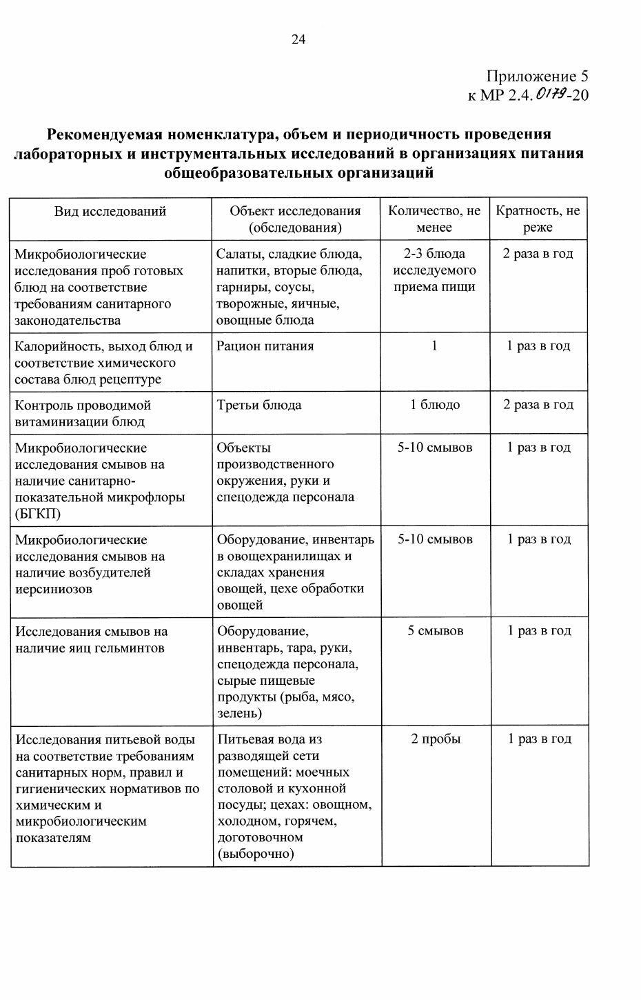 24
Приложение 5
к МР 2.4.0179-20
Рекомендуемая номенклатура, объем и периодичность проведения
лабораторных и инструментальных исследований в организациях питания
общеобразовательных организаций
Вид исследований
Объект исследования
(обследования)
Количество, не
менее
Кратность, не
реже
Микробиологические
исследования проб готовых
блюд на соответствие
требованиям санитарного
законодательства
Салаты, сладкие блюда,
напитки, вторые блюда,
гарниры, соусы,
творожные, яичные,
овощные блюда
2-3 блюда
исследуемого
приема пищи
2 раза в год
Калорийность, выход блюд и
соответствие химического
состава блюд рецептуре
Рацион питания
1
1 раз в год
Контроль проводимой
витаминизации блюд
Третьи блюда
1 блюдо
2 раза в год
Микробиологические
исследования смывов на
наличие санитарно-
показательной микрофлоры
(БГКП)
Объекты
производственного
окружения, руки и
спецодежда персонала
5-10 смывов
1 раз в год
Микробиологические
исследования смывов на
наличие возбудителей
иерсиниозов
Оборудование, инвентарь
в овощехранилищах и
складах хранения
овощей, цехе обработки
овощей
5-10 смывов
1 раз в год
Исследования смывов на
наличие яиц гельминтов
Оборудование,
инвентарь, тара, руки,
спецодежда персонала,
сырые пищевые
продукты (рыба, мясо,
зелень)
5 смывов
1 раз в год
Исследования питьевой воды
на соответствие требованиям
санитарных норм, правил и
гигиенических нормативов по
химическим и
микробиологическим
показателям
Питьевая вода из
разводящей сети
помещений: моечных
столовой и кухонной
посуды; цехах: овощном,
холодном, горячем,
доготовочном
(выборочно)
2 пробы
1 раз в год